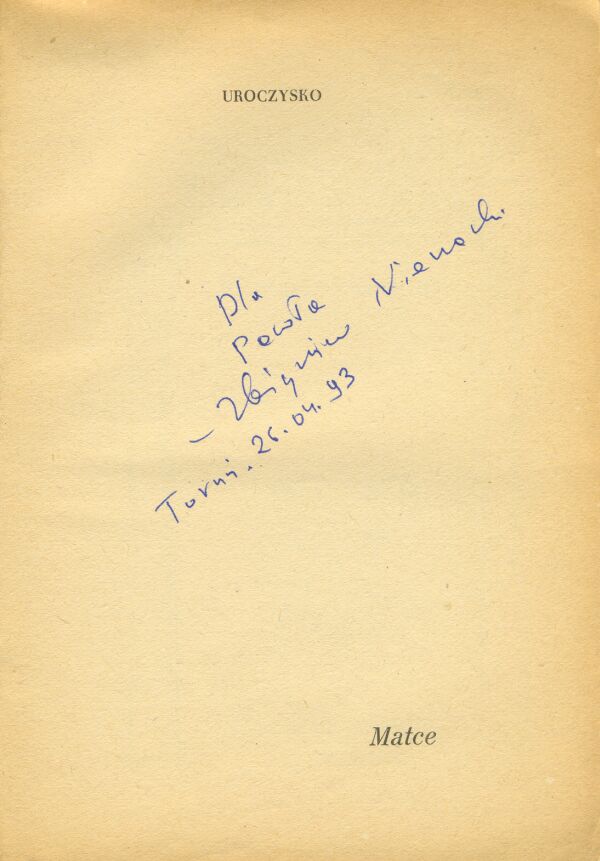 UROCZYSKO
Dla
Pawła
– Zbigniew Nienacki
Toruń. 26.04.93
Matce